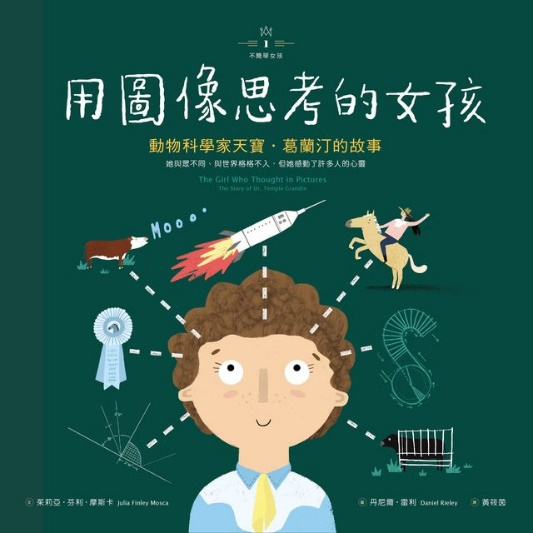 1
不簡單女孩
用圖像思考的女孩
動物科學家天寶・葛蘭汀的故事
她與眾不同、與世界格格不入,但她感動了許多人的心靈
The Girl Who Thought in Pictures
The Story of Dr. Temple Grandin
Mooo..
文 茱莉亞・芬利・摩斯卡 Julia Finley Mosca
圖 丹尼爾・雷利 Daniel Rieley
譯 黃筱茵